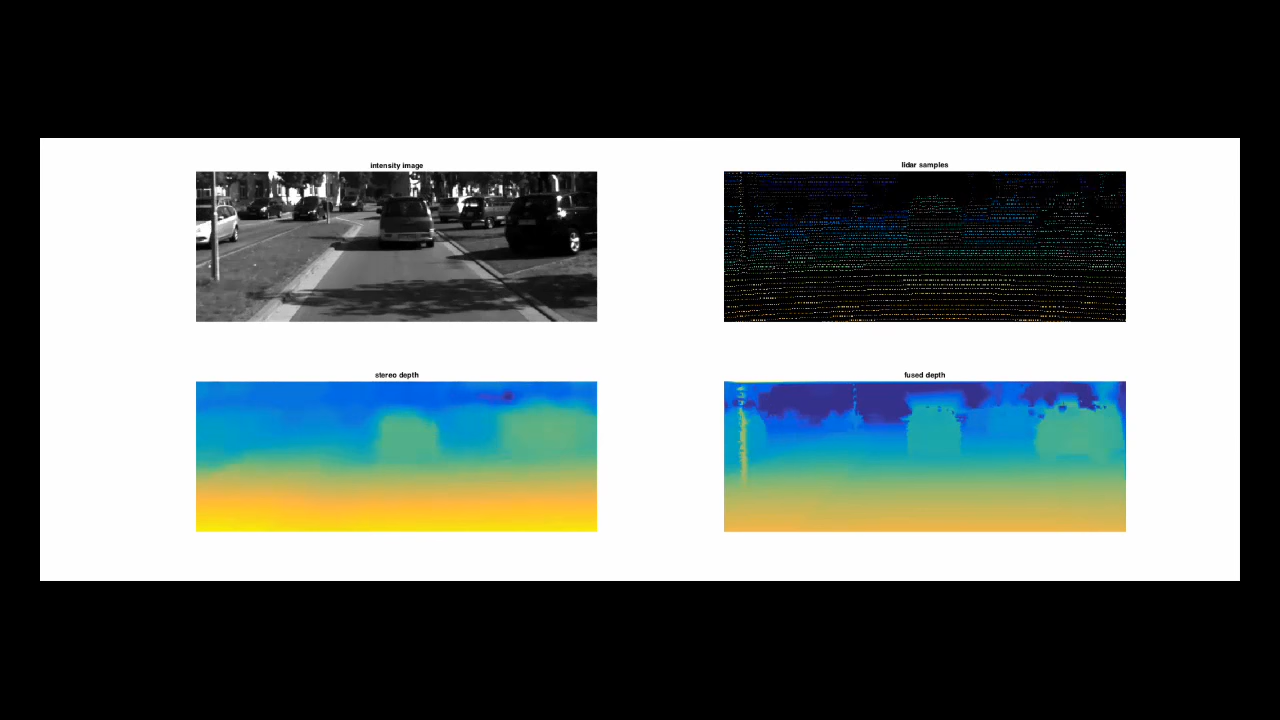 intensity image
lidar samples
stereo depth
fused depth